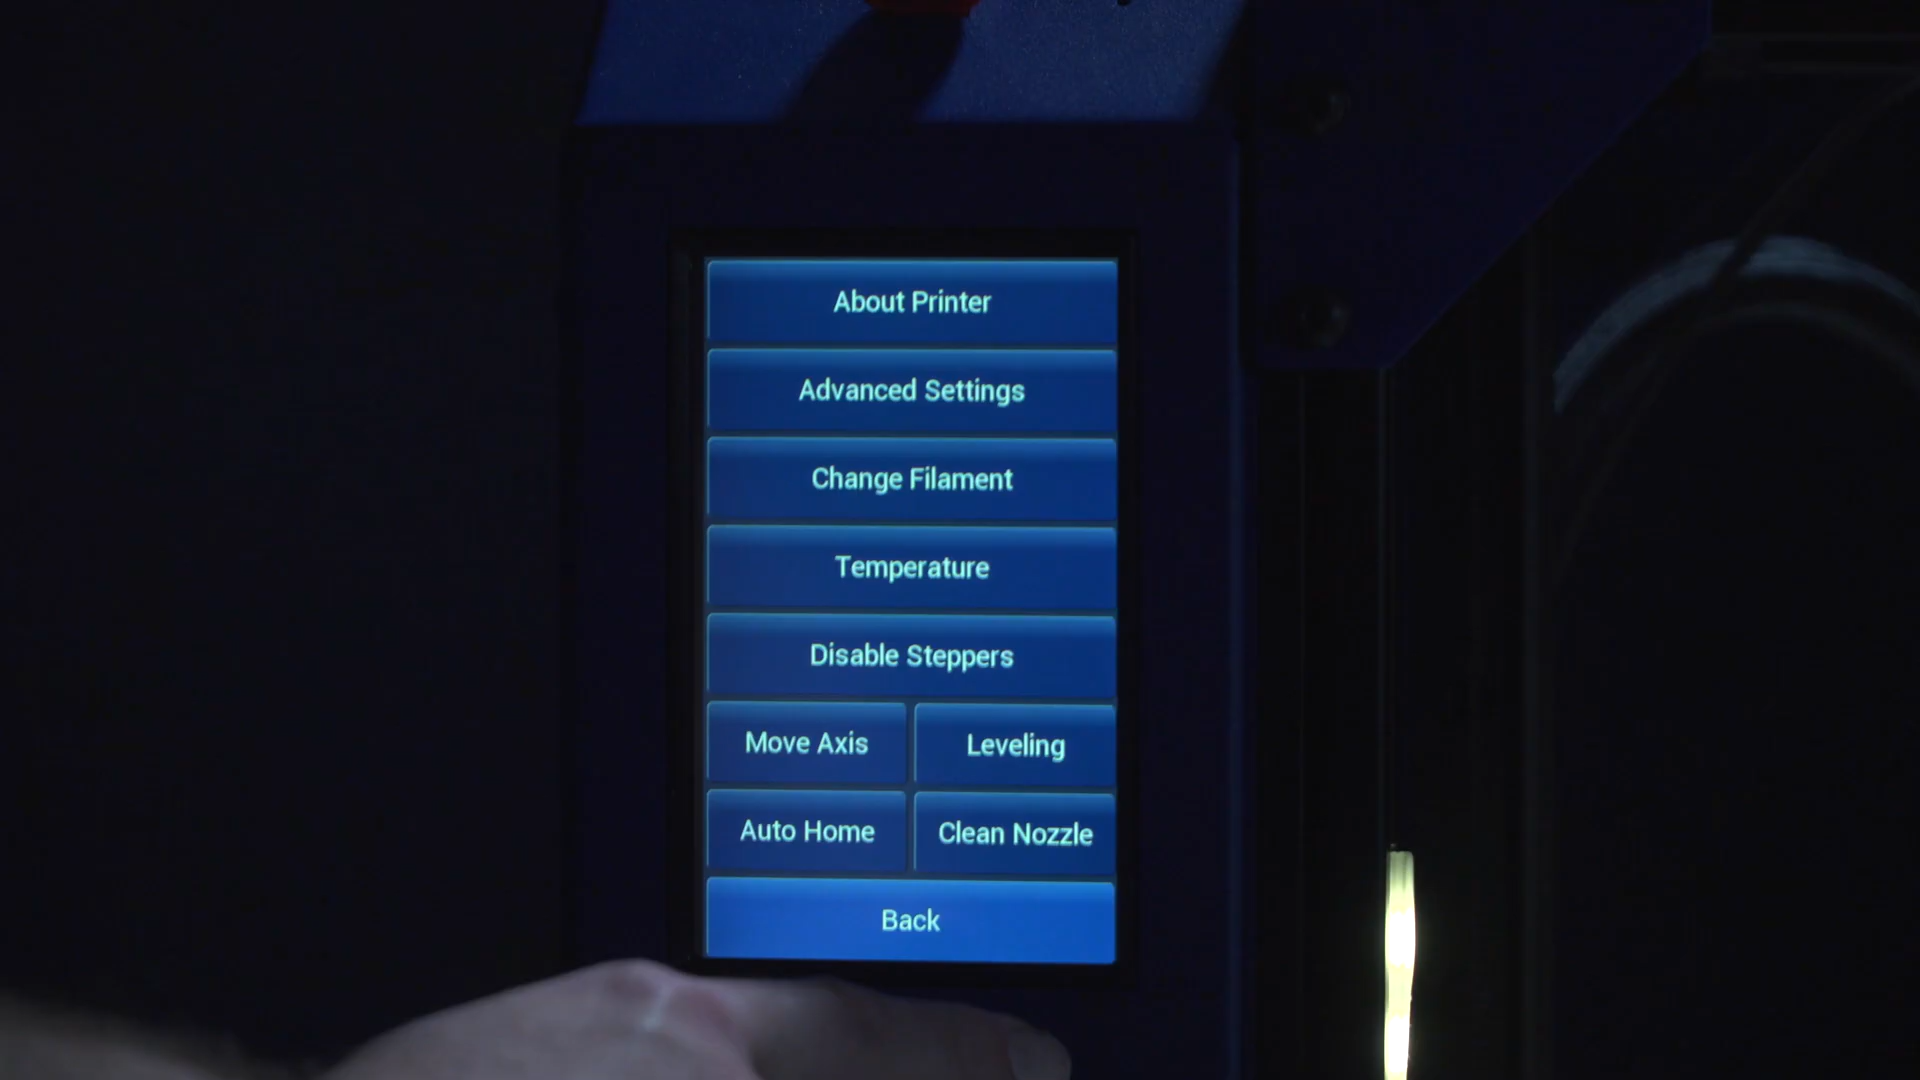 About Printer
Advanced Settings
Change Filament
Temperature
Disable Steppers
Move Axis
Leveling
Auto Home
Clean Nozzle
Back